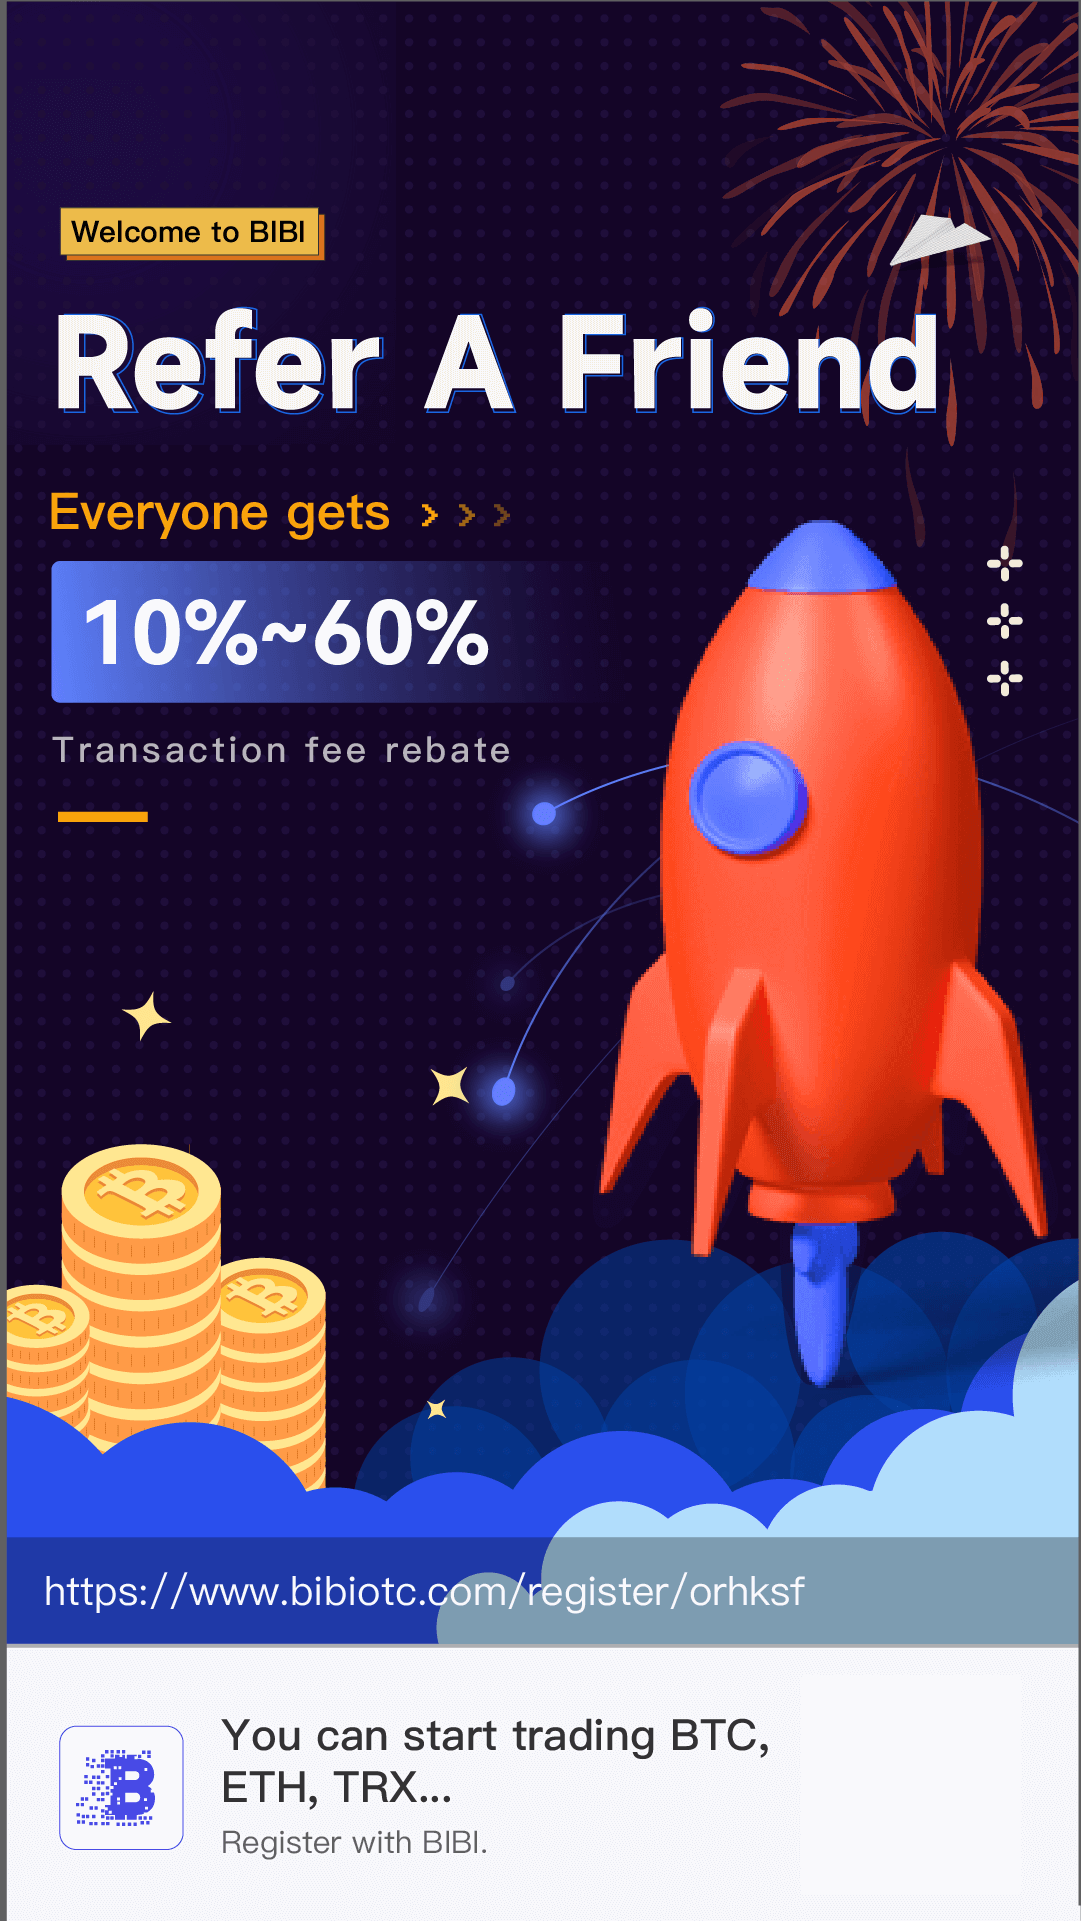 Welcome to BIBI
Refer A Friend
Everyone gets
10%~60%
Transaction fee rebate
https://www.bibiotc.com/register/orhksf
You can start trading BTC,
ETH, TRX...
Register with BIBI.